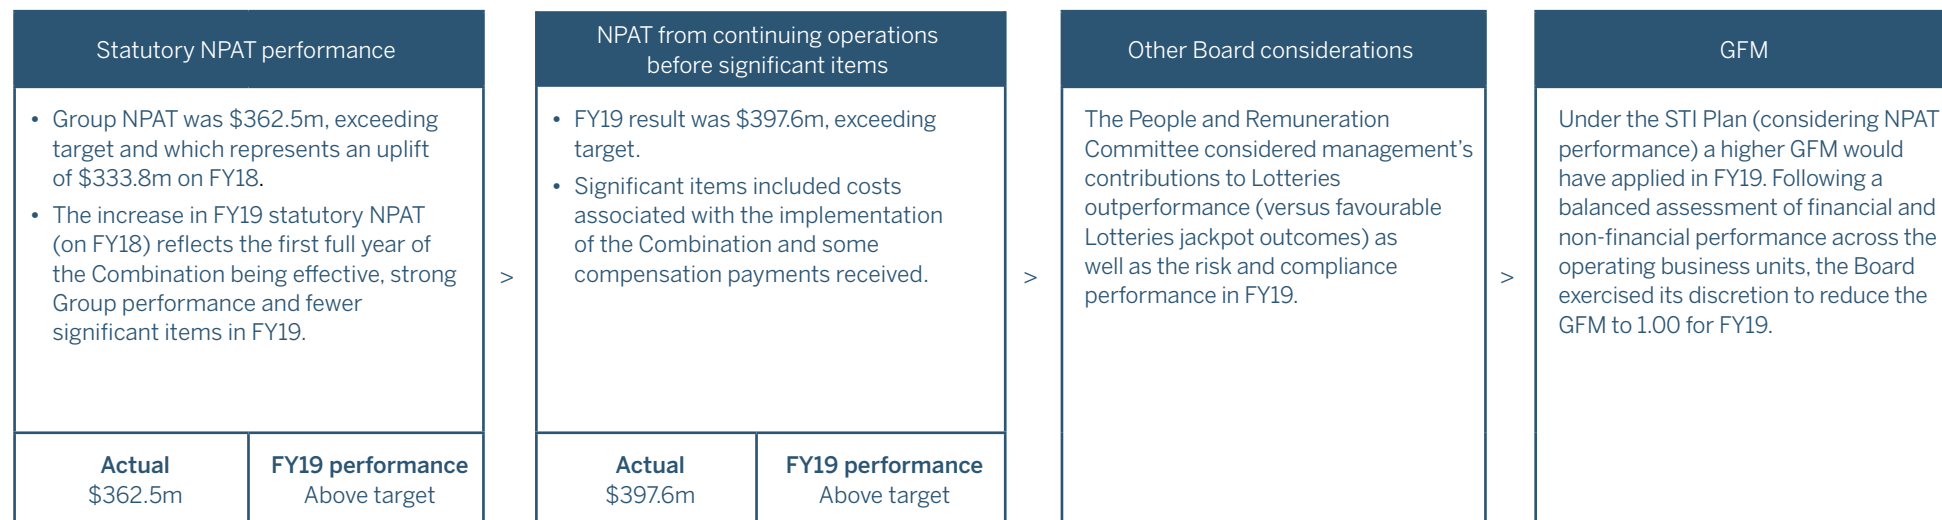 Statutory NPAT performance
• Group NPAT was $362.5m, exceeding
target and which represents an uplift
of $333.8m on FY18.
• The increase in FY19 statutory NPAT
(on FY18) reflects the first full year of
the Combination being effective, strong
Group performance and fewer
significant items in FY19.
Actual
$362.5m
FY19 performance
Above target
>
NPAT from continuing operations
before significant items
• FY19 result was $397.6m, exceeding
target.
• Significant items included costs
associated with the implementation
of the Combination and some
compensation payments received.
Actual
$397.6m
FY19 performance
Above target
>
Other Board considerations
The People and Remuneration
Committee considered management’s
contributions to Lotteries
outperformance (versus favourable
Lotteries jackpot outcomes) as
well as the risk and compliance
performance in FY19.
>
GFM
Under the STI Plan (considering NPAT
performance) a higher GFM would
have applied in FY19. Following a
balanced assessment of financial and
non-financial performance across the
operating business units, the Board
exercised its discretion to reduce the
GFM to 1.00 for FY19.